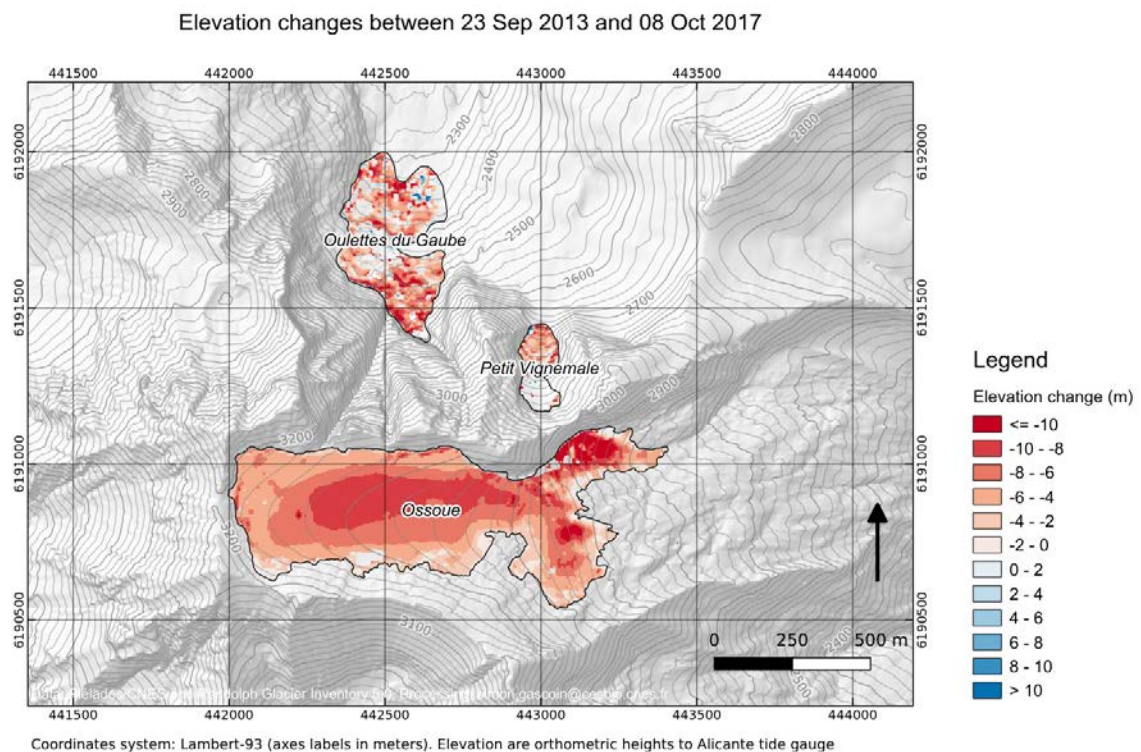 Elevation changes between 23 Sep 2013 and 08 Oct 2017
441500 442000 442500 443000 443500 444000
6192000 6192000
2300
2800
2400
2800
2900
2500
Oulettes du Gaube
2600
2700
6191500 6191500
Petit Vignemale
3000
3000
2900
3200
6191000 6191000
Ossoue
3200
6190500 6190500
3100
2400
0 250 500 m
441500 442000 442500 443000 443500 444000
Legend
Elevation change (m)
<= -10
-10 - -8
-8 - -6
-6 - -4
-4 - -2
-2 - 0
0 - 2
2 - 4
4 - 6
6 - 8
8 - 10
> 10
Glacier Inventory
Coordinates system: Lambert-93 (axes labels in meters). Elevation are orthometric heights to Alicante tide gauge